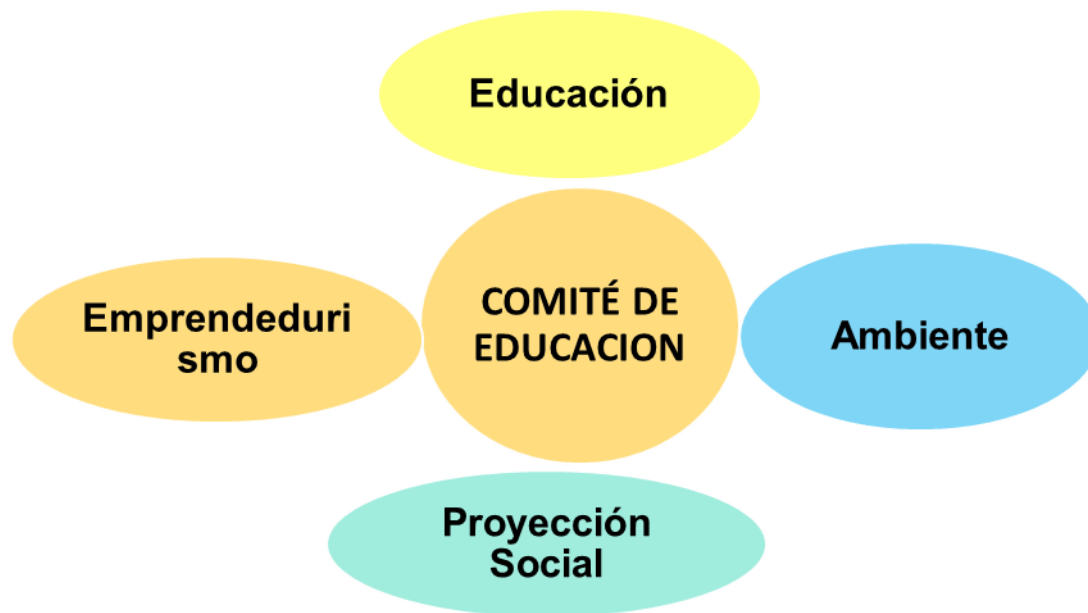 Educación
COMITÉ DE
EDUCACION
Emprendeduri
smo
Ambiente
Proyección
Social